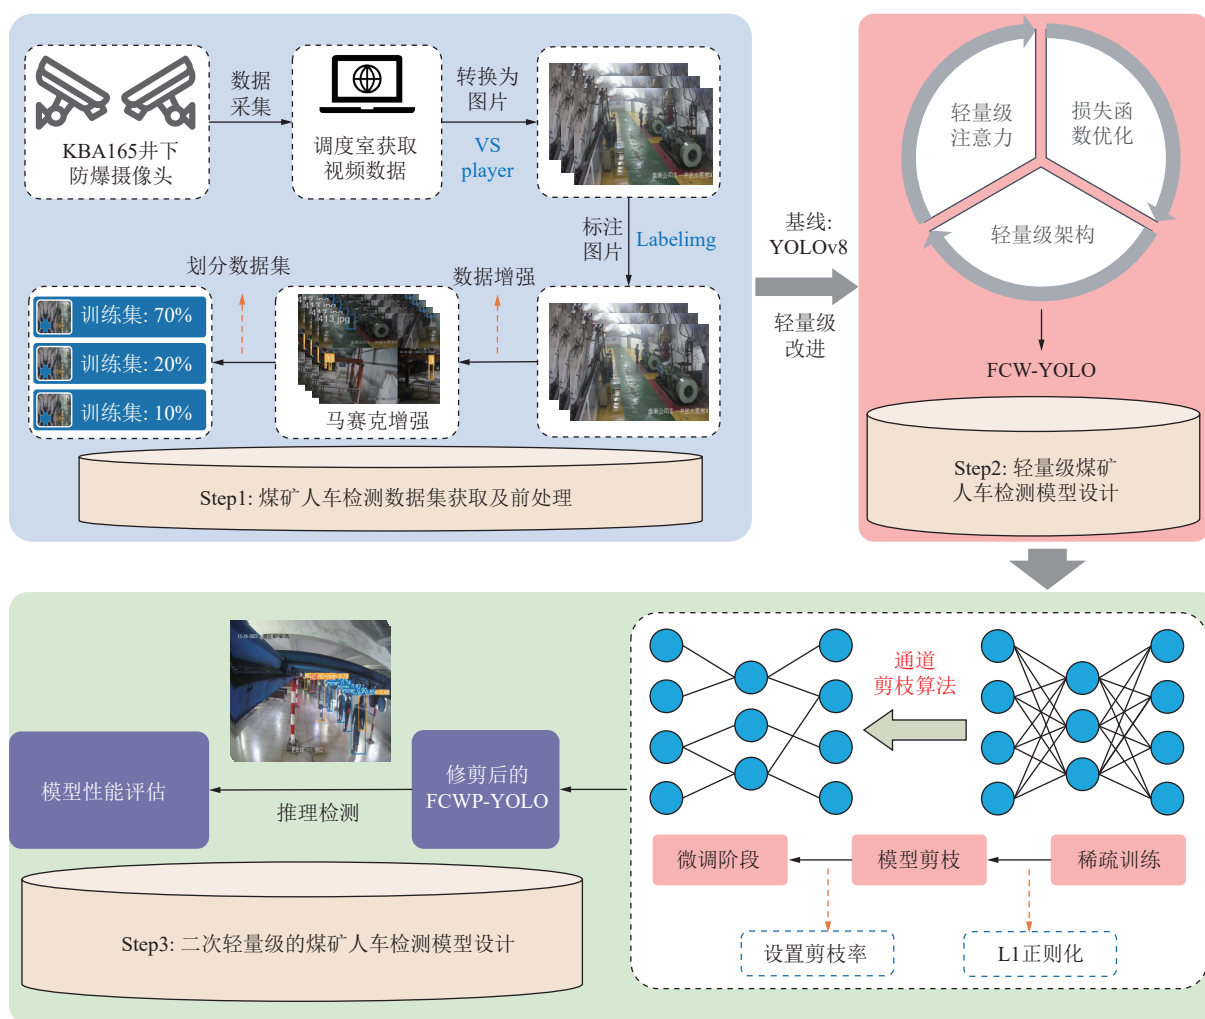 KBA165井下
防爆摄像头
数据
采集
调度室获取
视频数据
转换为
图片
VS
player
标注
图片
Labelimg
数据增强
马赛克增强
413.jpg
划分数据集
训练集: 70%
训练集: 20%
训练集: 10%
Step1: 煤矿人车检测数据集获取及前处理
基线:
YOLOv8
轻量级
改进
轻量级
注意力
损失函
数优化
轻量级架构
FCW-YOLO
Step2: 轻量级煤矿
人车检测模型设计
通道
剪枝算法
稀疏训练
模型剪枝
微调阶段
L1正则化
设置剪枝率
修剪后的
FCWP-YOLO
推理检测
模型性能评估
Step3: 二次轻量级的煤矿人车检测模型设计